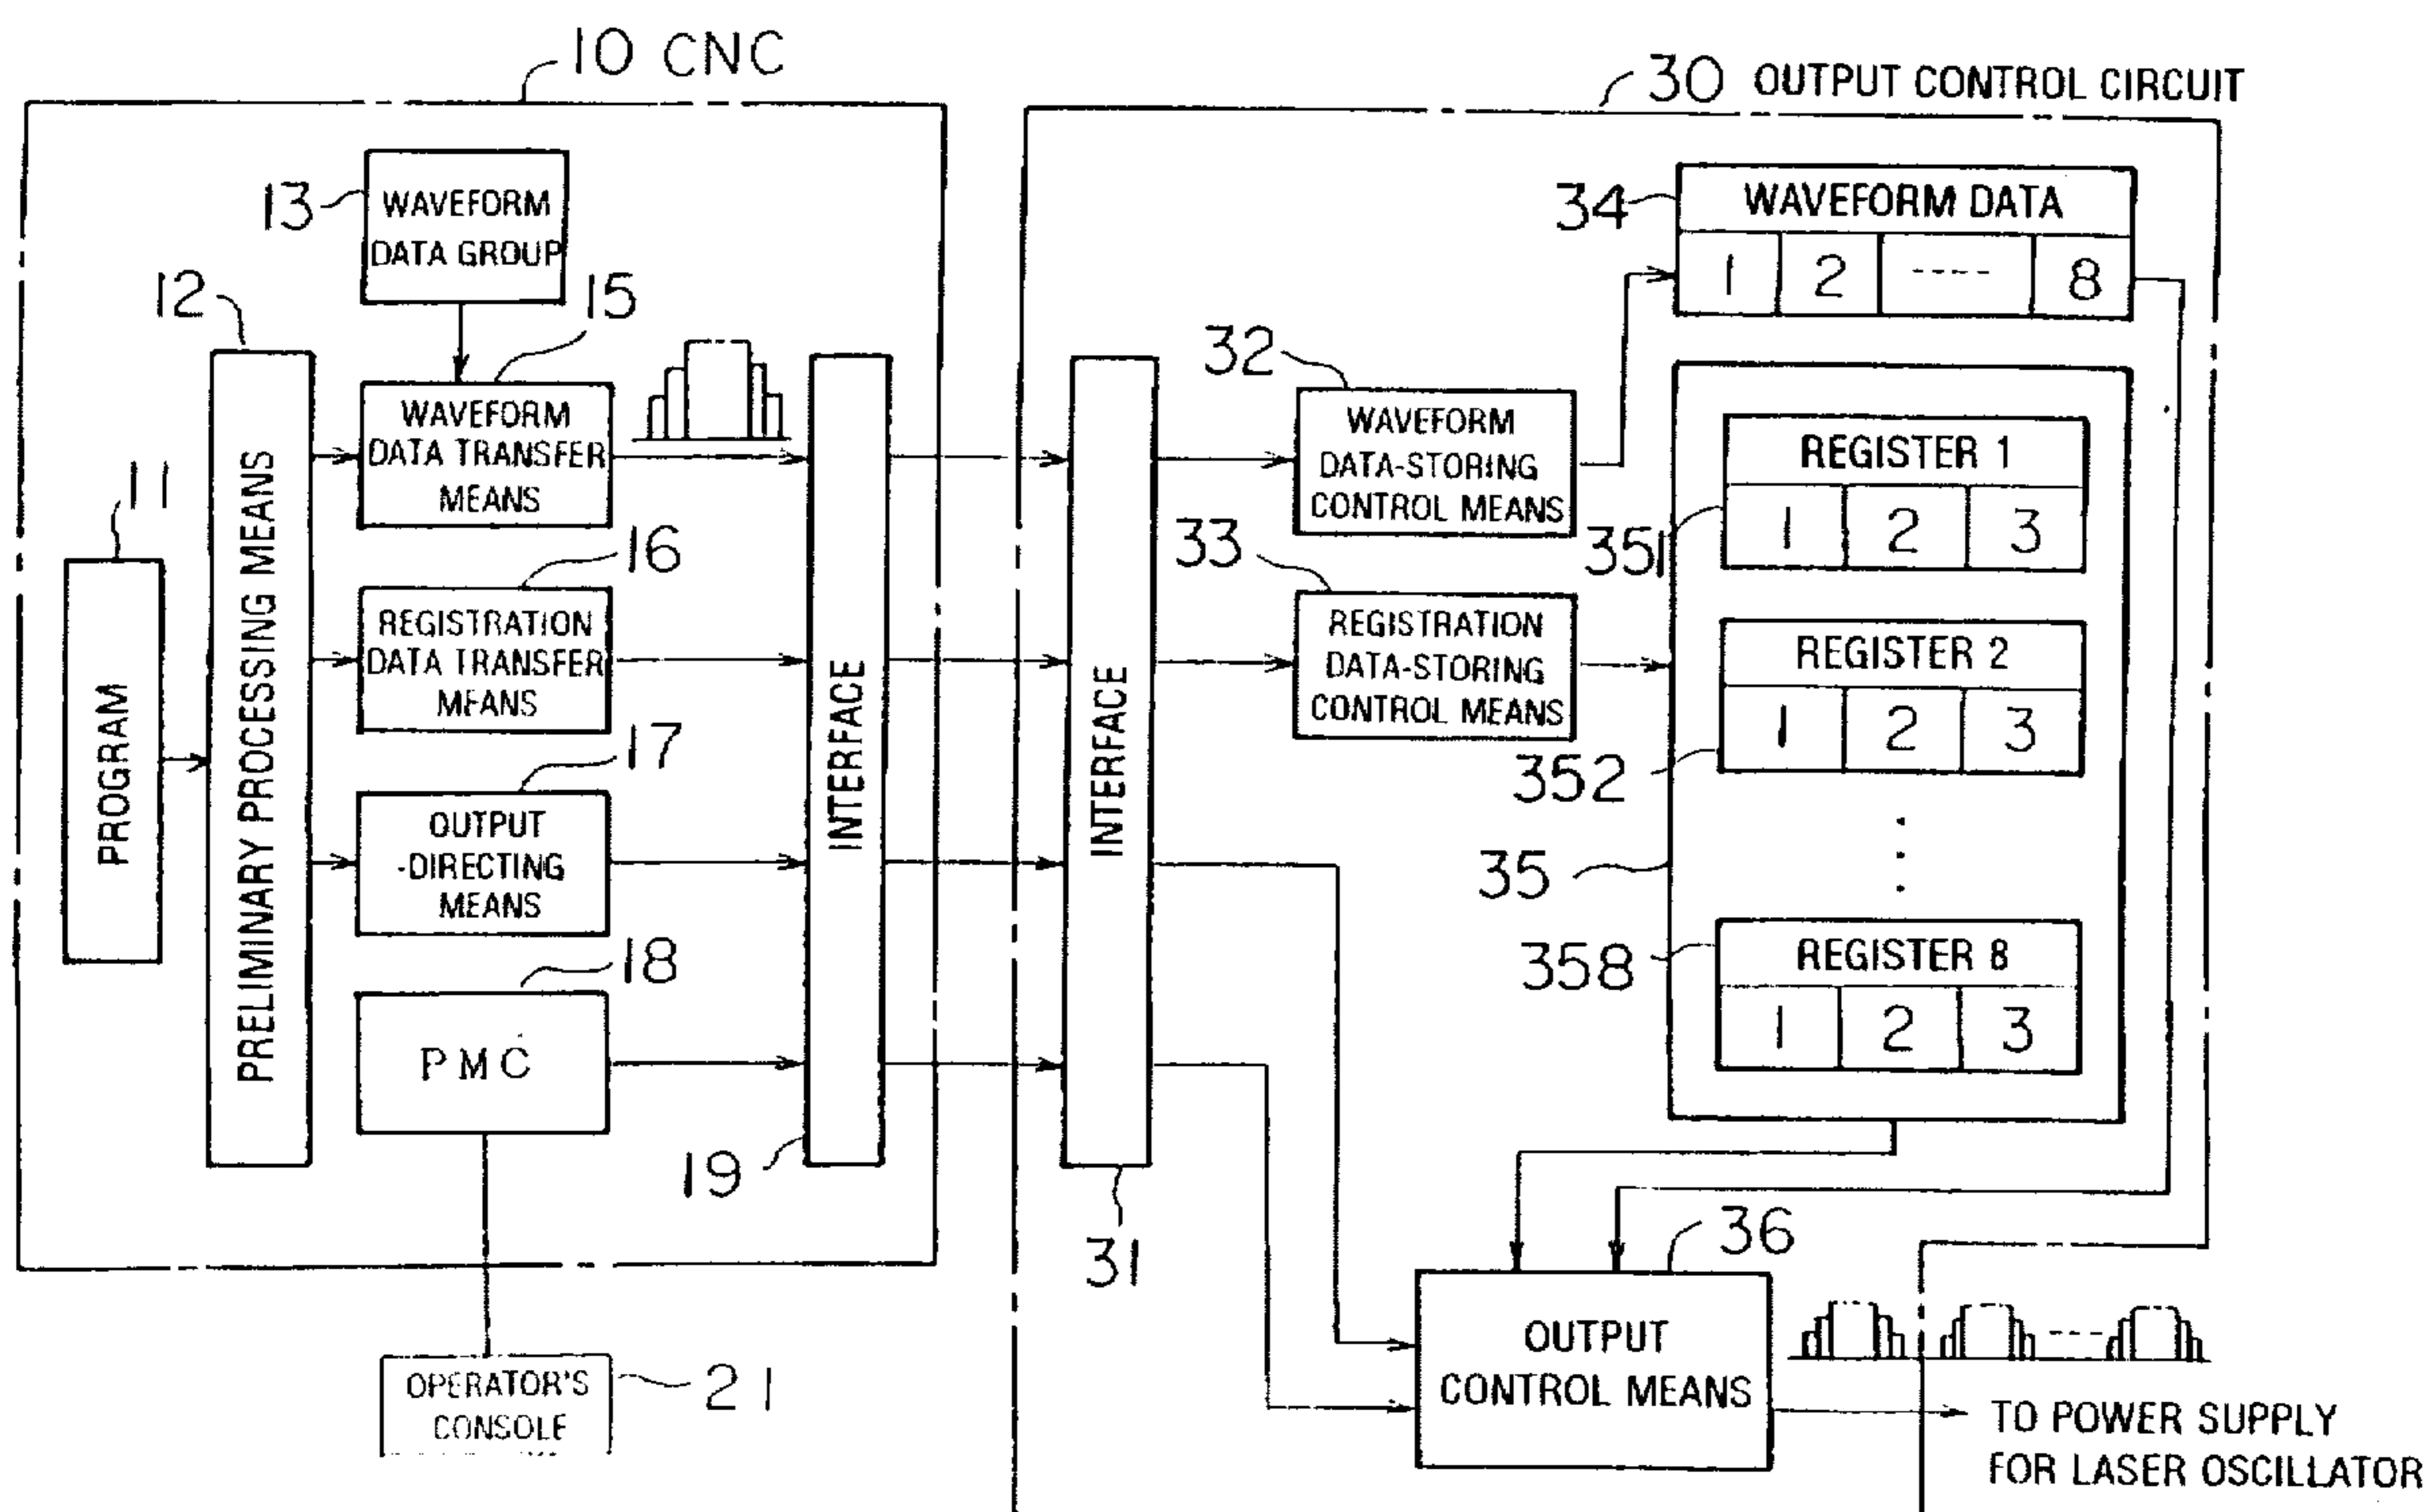 10 CNC
30 OUTPUT CONTROL CIRCUIT
13
WAVEFORM
DATA GROUP
12
15
11
PROGRAM
PRELIMINARY PROCESSING MEANS
WAVEFORM
DATA TRANSFER
MEANS
16
REGISTRATION
DATA TRANSFER
MEANS
17
OUTPUT
-DIRECTING
MEANS
18
PMC
INTERFACE
19
OPERATOR'S
CONSOLE
21
INTERFACE
31
32
WAVEFORM
DATA-STORING
CONTROL MEANS
33
REGISTRATION
DATA-STORING
CONTROL MEANS
34
WAVEFORM DATA
1 2 ---- 8
351
REGISTER 1
1 2 3
352
REGISTER 2
1 2 3
35
358
REGISTER 8
1 2 3
36
OUTPUT
CONTROL MEANS
TO POWER SUPPLY
FOR LASER OSCILLATOR